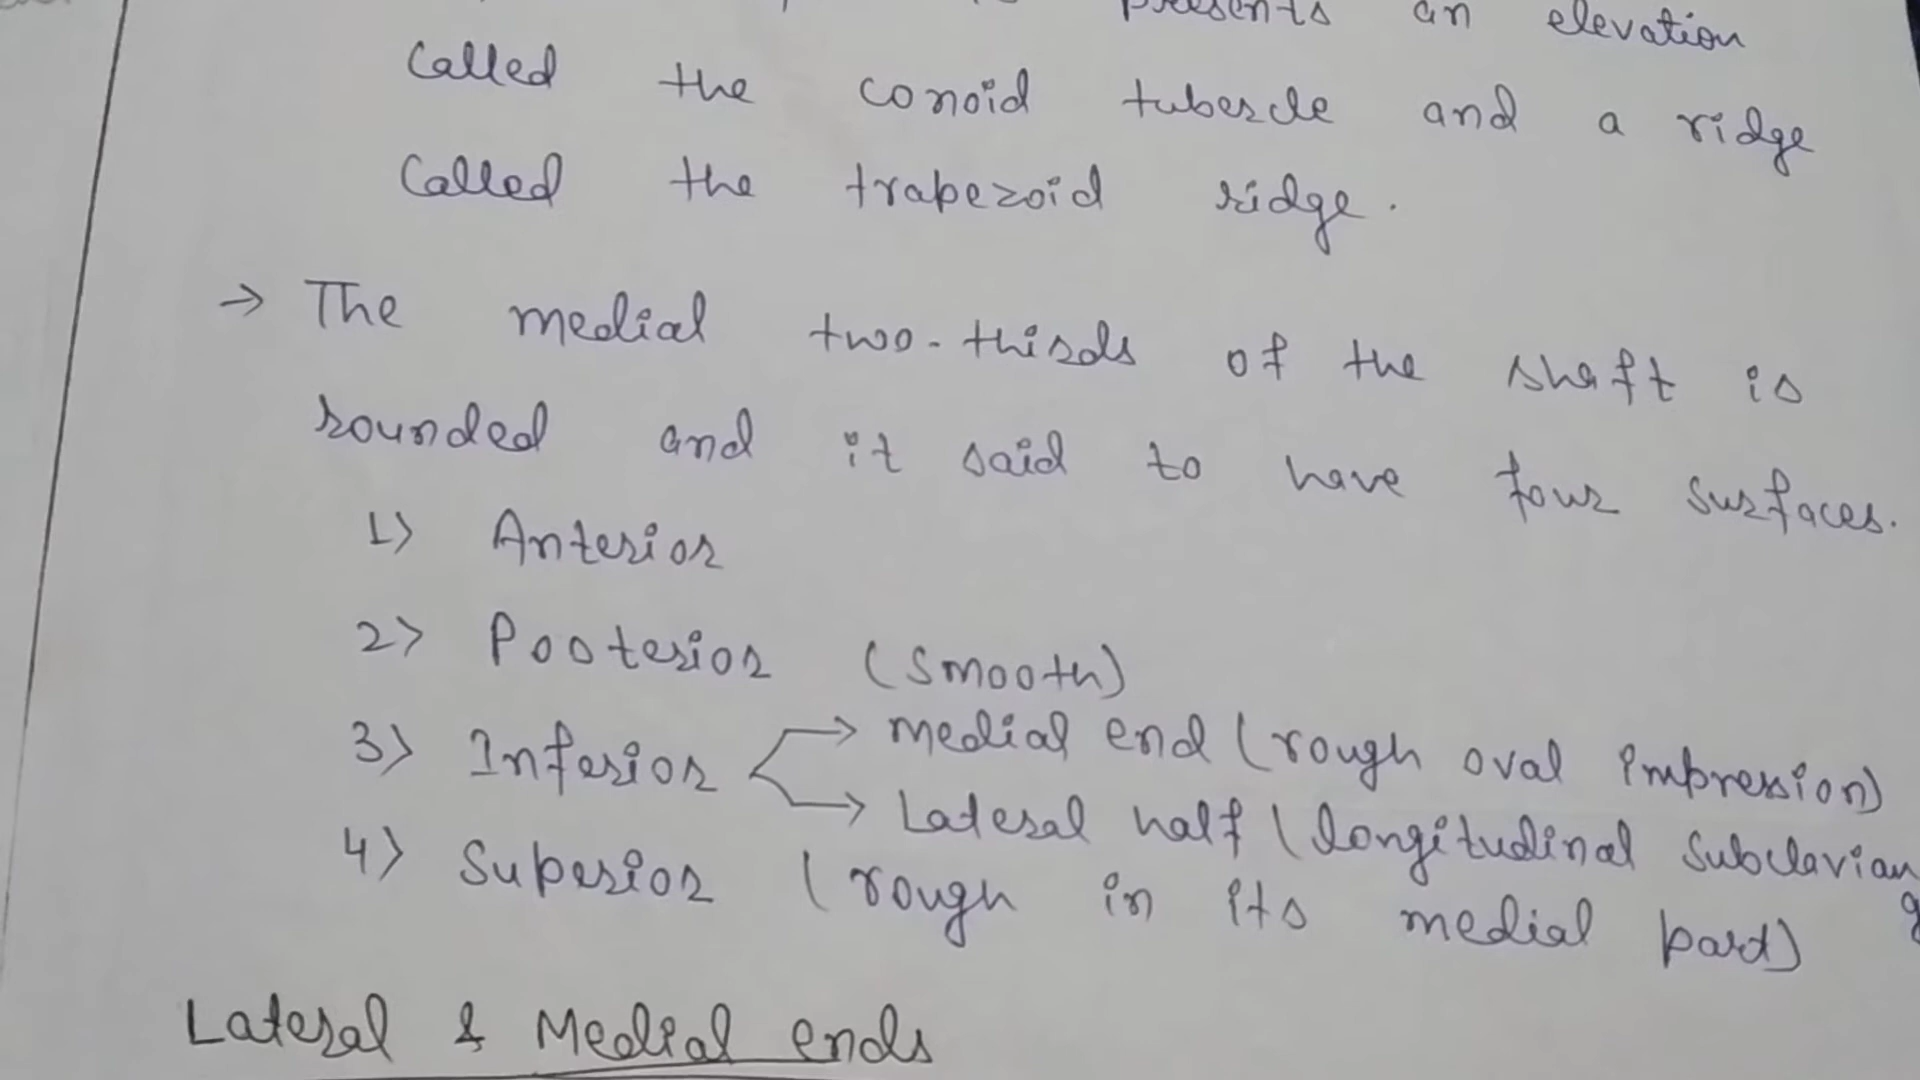 presents an elevation
Called the conoid tubercle and a ridge
Called the trapezoid ridge.
→ The medial two-thirds of the shaft is
rounded and it said to have four surfaces.
1) Anterior
2) Posterior (Smooth)
3) Inferior → medial end (rough oval impression)
→ Lateral half (longitudinal Subclavian
4) Superior (rough in its medial part)
Lateral & Medial ends